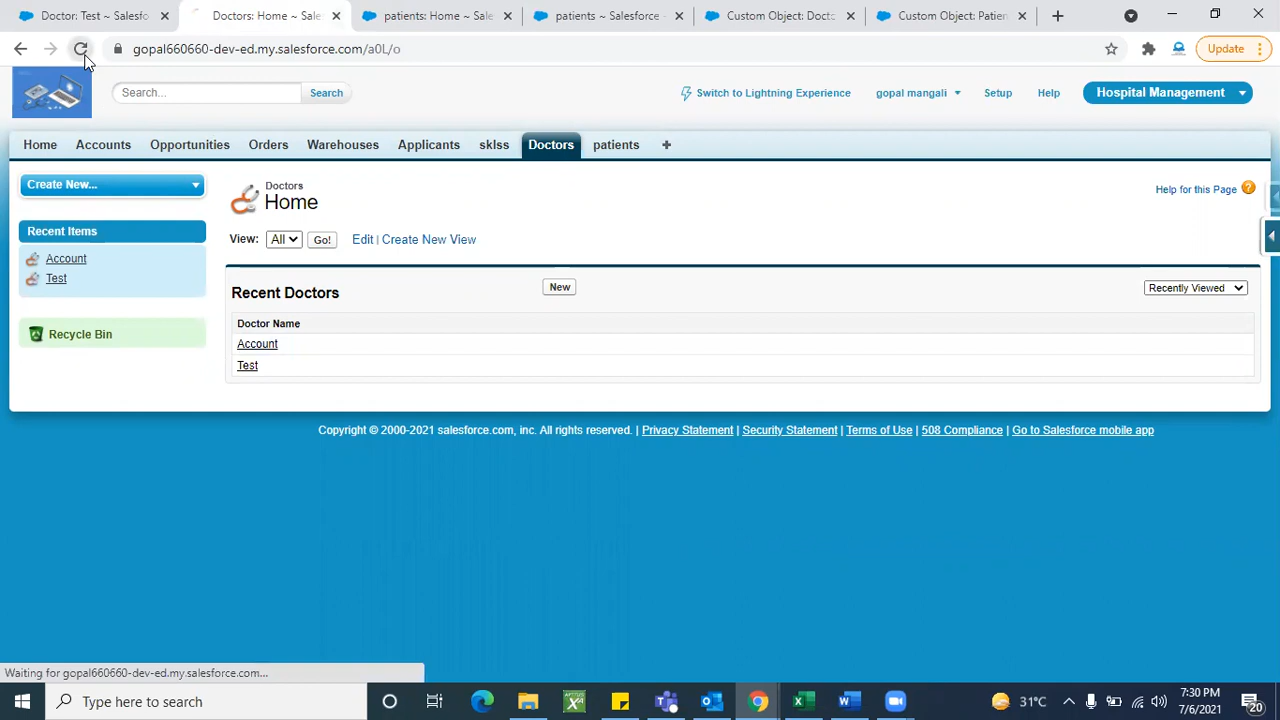 Doctor: Test ~ Salesfo
Doctors: Home ~ Sale
patients: Home ~ Sale
patients ~ Salesforce -
Custom Object: Docto
Custom Object: Patien
gopal660660-dev-ed.my.salesforce.com/a0L/o
Update
Search...
Search
Switch to Lightning Experience
gopal mangali
Setup
Help
Hospital Management
Home
Accounts
Opportunities
Orders
Warehouses
Applicants
sklss
Doctors
patients
+
Create New...
Recent Items
Account
Test
Recycle Bin
Doctors
Home
Help for this Page
View:
All
Go!
Edit | Create New View
Recent Doctors
New
Recently Viewed
Doctor Name
Account
Test
Copyright © 2000-2021 salesforce.com, inc. All rights reserved. | Privacy Statement | Security Statement | Terms of Use | 508 Compliance | Go to Salesforce mobile app
Waiting for gopal660660-dev-ed.my.salesforce.com...
Type here to search
APTTUS
31°C
7:30 PM
7/6/2021
20